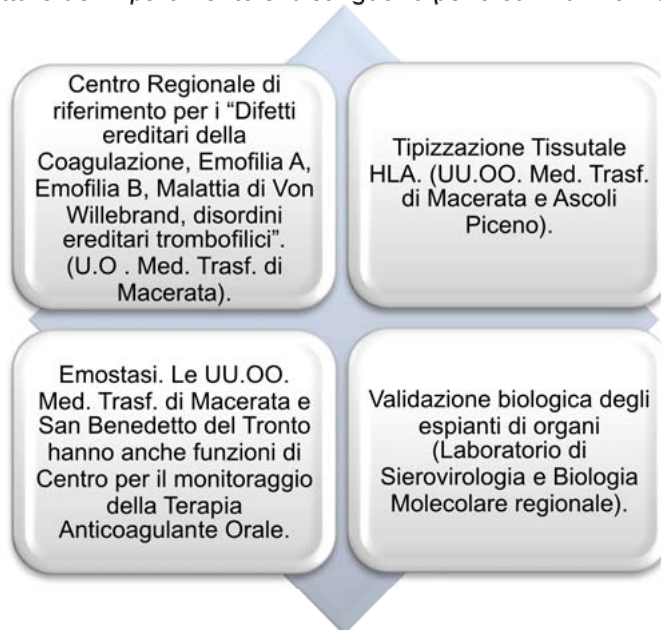 Centro Regionale di
riferimento per i “Difetti
ereditari della
Coagulazione, Emofilia A,
Emofilia B, Malattia di Von
Willebrand, disordini
ereditari trombofilici”.
(U.O . Med. Trasf. di
Macerata).
Tipizzazione Tissutale
HLA. (UU.OO. Med. Trasf.
di Macerata e Ascoli
Piceno).
Emostasi. Le UU.OO.
Med. Trasf. di Macerata e
San Benedetto del Tronto
hanno anche funzioni di
Centro per il monitoraggio
della Terapia
Anticoagulante Orale.
Validazione biologica degli
espianti di organi
(Laboratorio di
Sierovirologia e Biologia
Molecolare regionale).